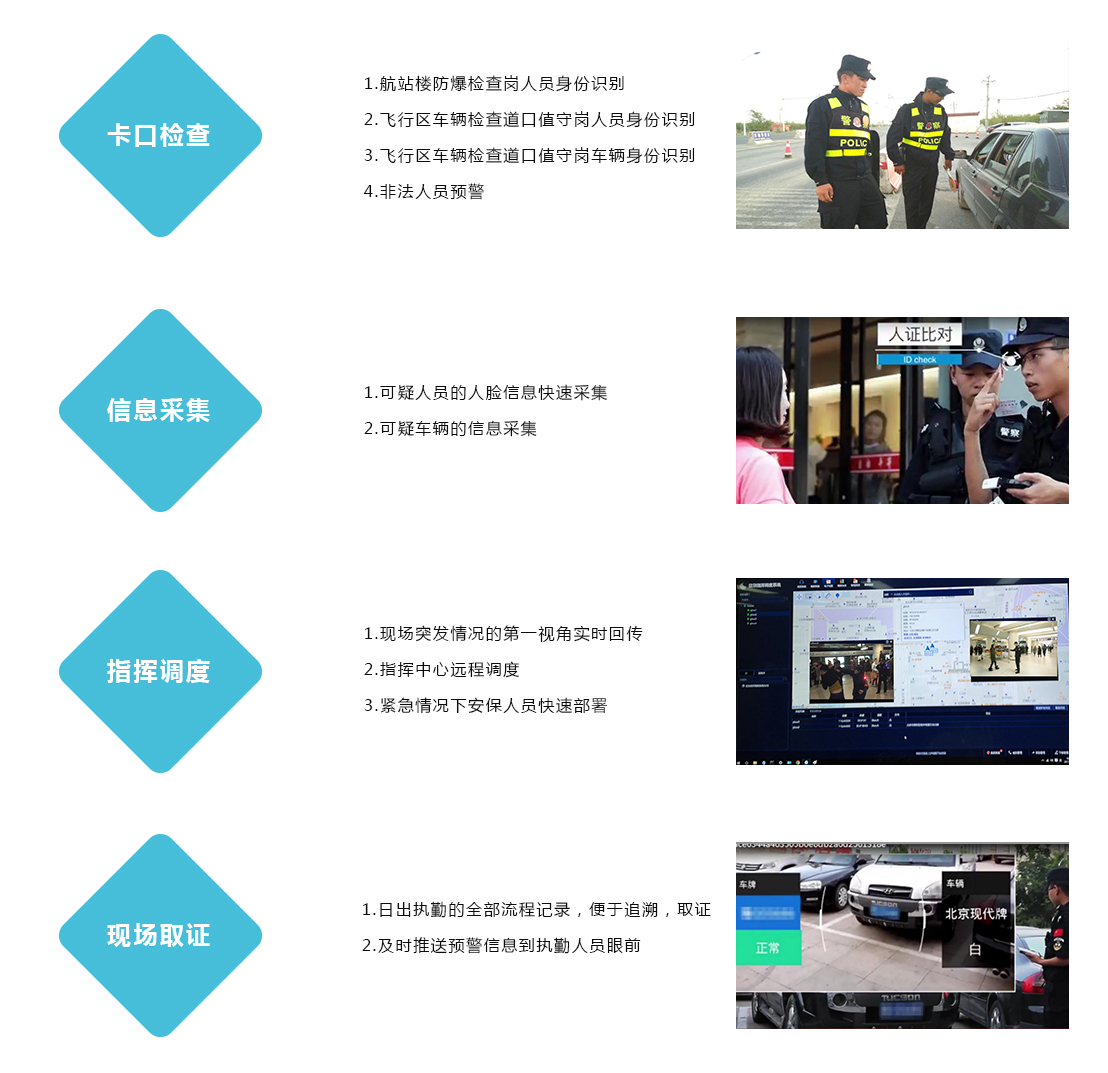 卡口检查
1.航站楼防爆检查岗人员身份识别
2.飞行区车辆检查道口值守岗人员身份识别
3.飞行区车辆检查道口值守岗车辆身份识别
4.非法人员预警
警 察
POLIC
警 察
POLIC
信息采集
1.可疑人员的人脸信息快速采集
2.可疑车辆的信息采集
人证比对
ID check
警察
指挥调度
1.现场突发情况的第一视角实时回传
2.指挥中心远程调度
3.紧急情况下安保人员快速部署
现场取证
1.日出执勤的全部流程记录，便于追溯，取证
2.及时推送预警信息到执勤人员眼前
车牌
正常
车辆
北京现代牌
白
TUCSON
TUCSON